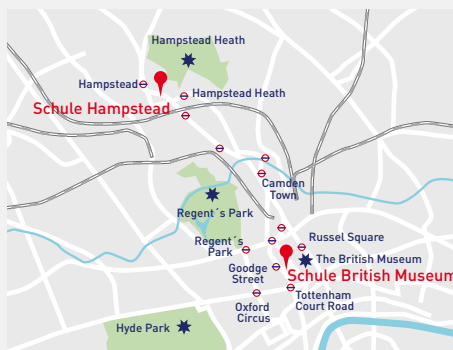 Hampstead Heath
Hampstead
Hampstead Heath
Schule Hampstead
Camden
Town
Regent´s Park
Regent´s
Park
Russel Square
The British Museum
Goodge
Street
Schule British Museum
Tottenham
Court Road
Oxford
Circus
Hyde Park